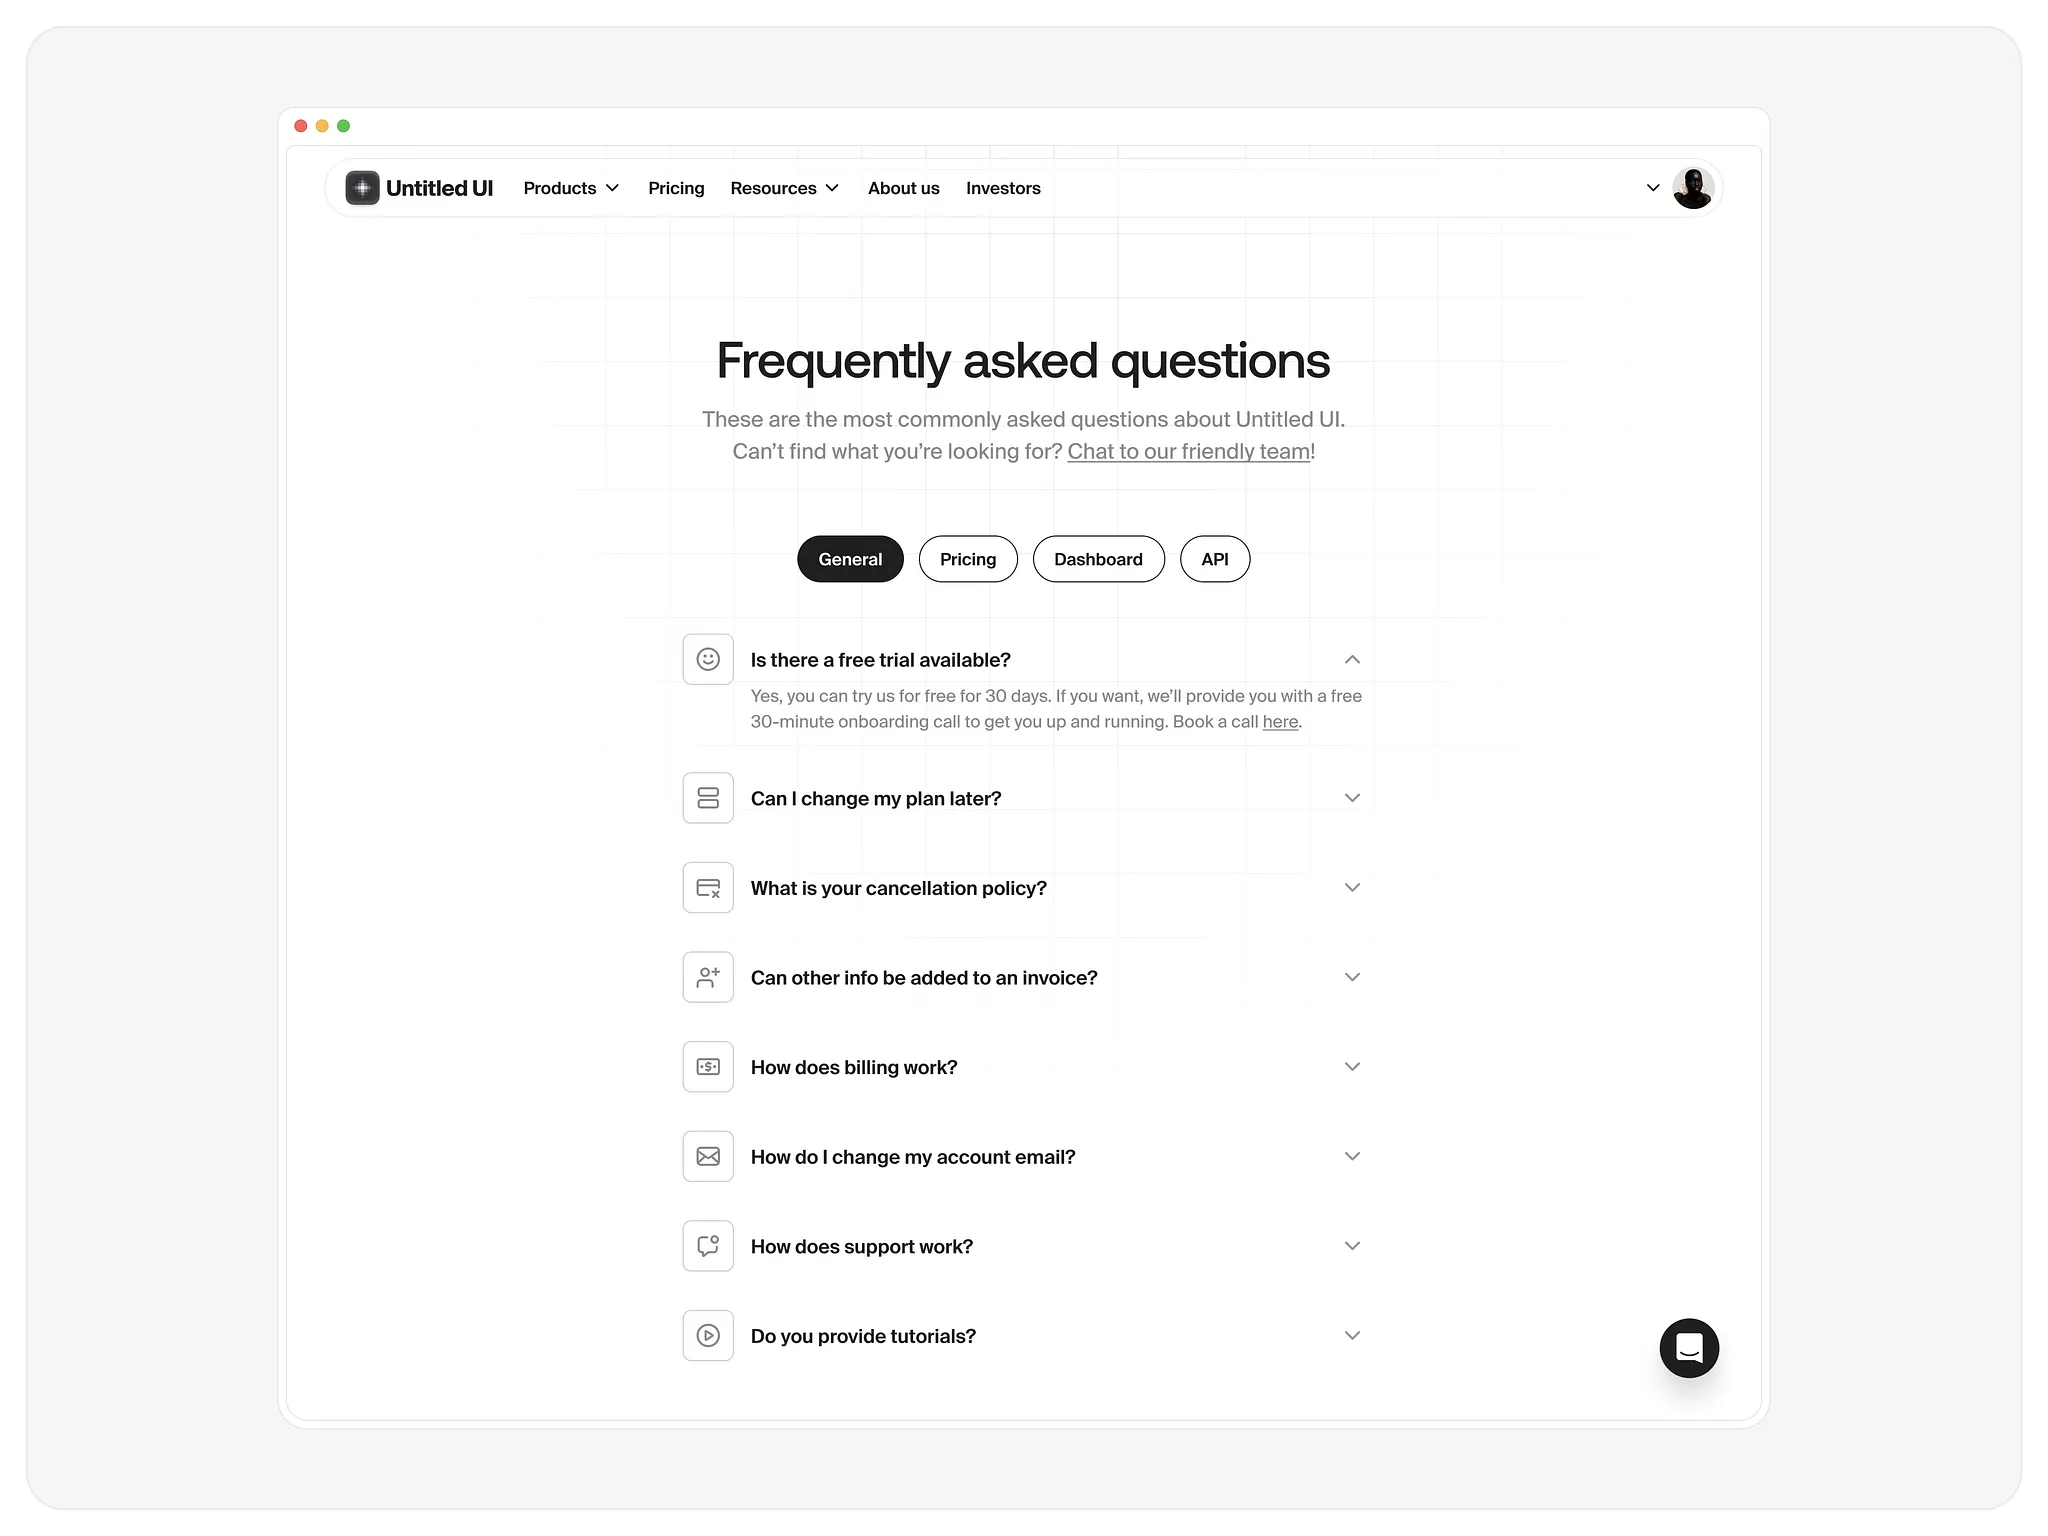 Untitled UI
Products
Pricing
Resources
About us
Investors
Frequently asked questions
These are the most commonly asked questions about Untitled UI.
Can’t find what you’re looking for? Chat to our friendly team!
General
Pricing
Dashboard
API
Is there a free trial available?
Yes, you can try us for free for 30 days. If you want, we’ll provide you with a free
30-minute onboarding call to get you up and running. Book a call here.
Can I change my plan later?
What is your cancellation policy?
Can other info be added to an invoice?
How does billing work?
How do I change my account email?
How does support work?
Do you provide tutorials?